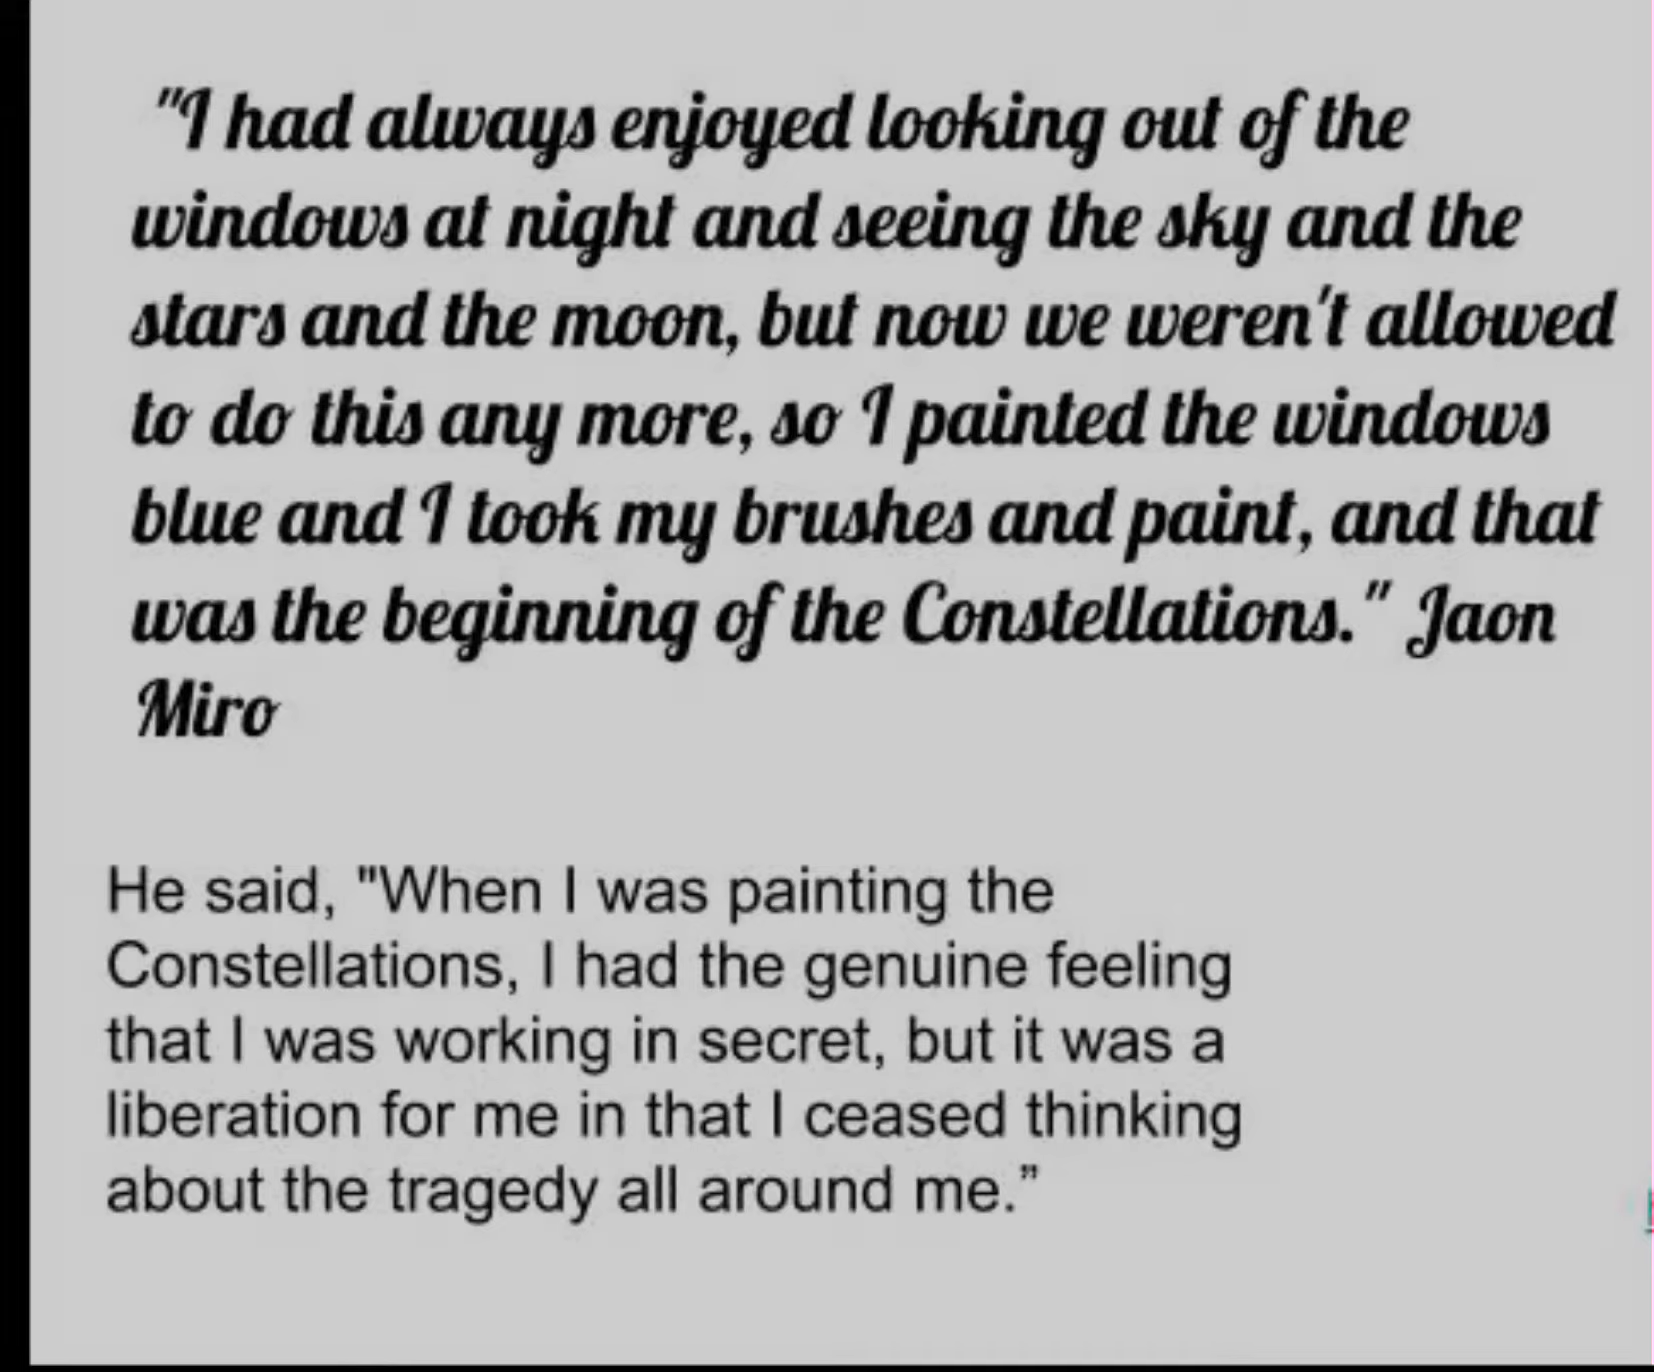 "I had always enjoyed looking out of the
windows at night and seeing the sky and the
stars and the moon, but now we weren't allowed
to do this any more, so I painted the windows
blue and I took my brushes and paint, and that
was the beginning of the Constellations." Jaon
Miro
He said, "When I was painting the
Constellations, I had the genuine feeling
that I was working in secret, but it was a
liberation for me in that I ceased thinking
about the tragedy all around me.”